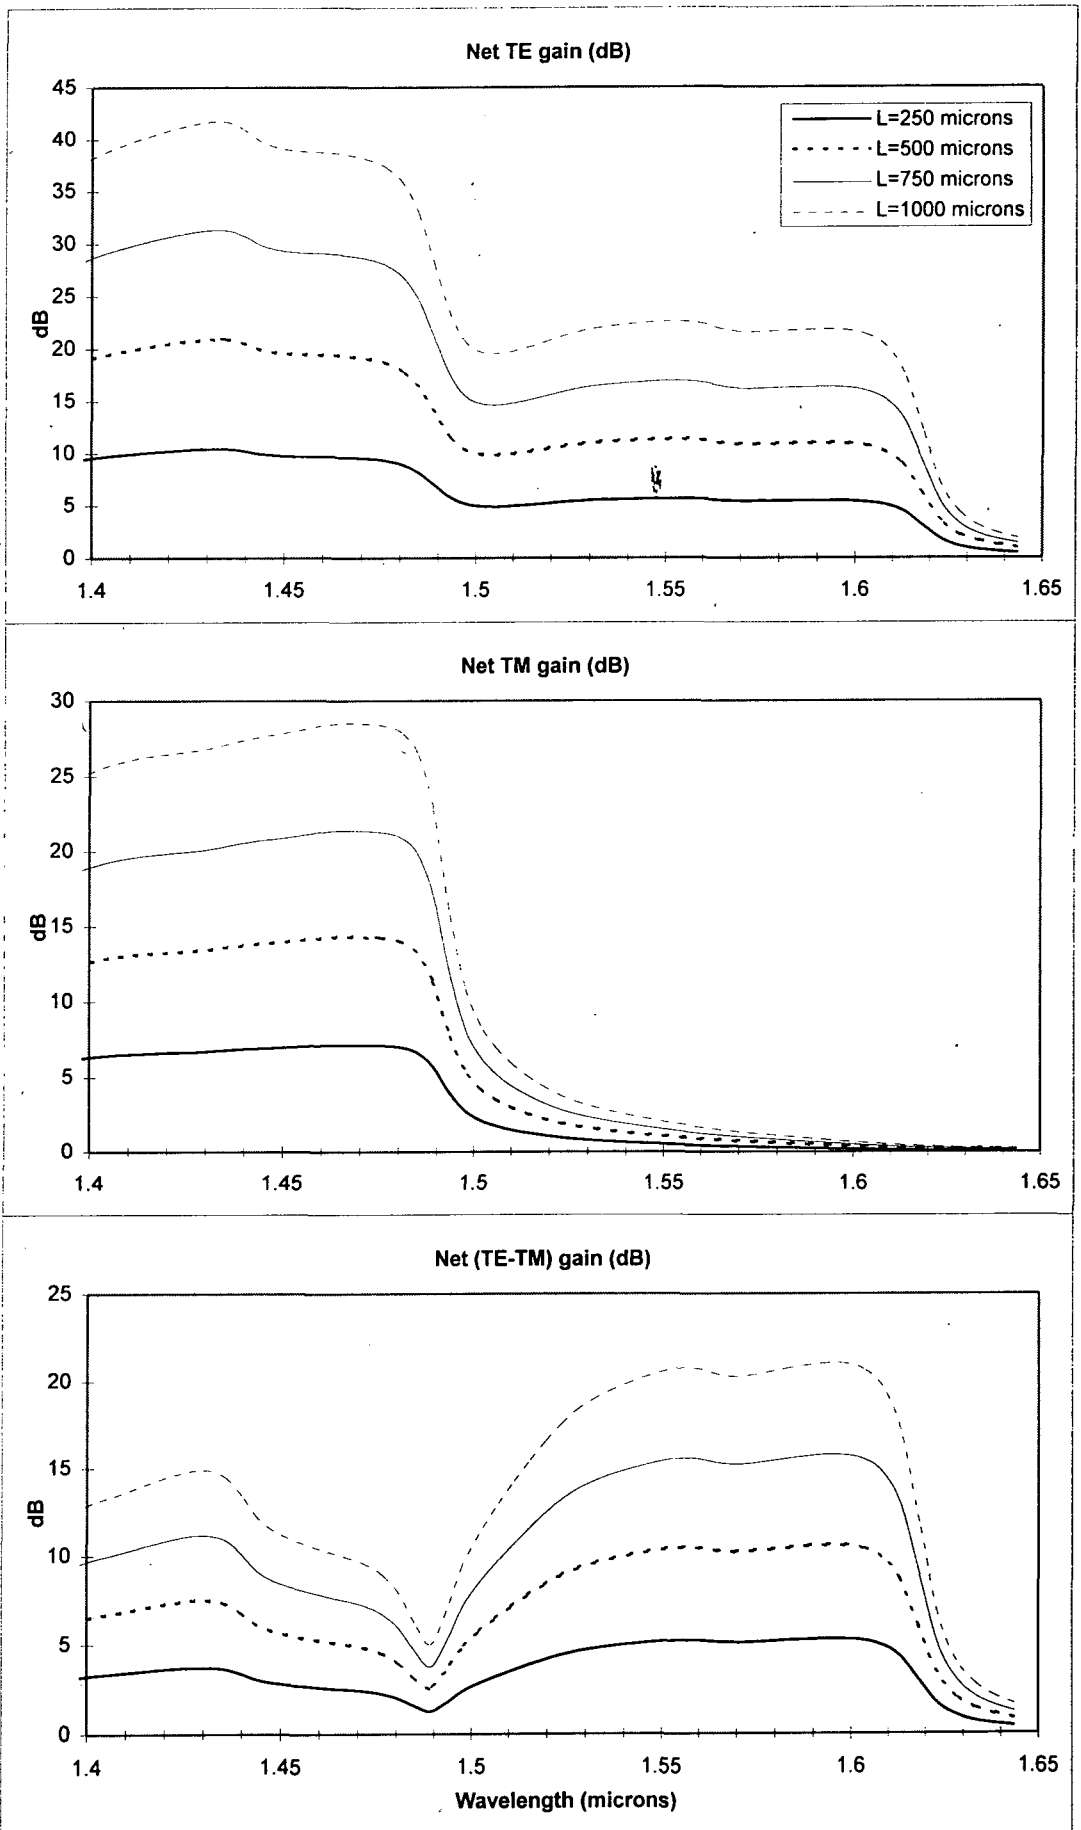 Net TE gain (dB)
45
40
35
30
25
20
15
10
5
0
dB
L=250 microns
L=500 microns
L=750 microns
L=1000 microns
1.4 1.45 1.5 1.55 1.6 1.65
Net TM gain (dB)
30
25
20
15
10
5
0
dB
1.4 1.45 1.5 1.55 1.6 1.65
Net (TE-TM) gain (dB)
25
20
15
10
5
0
dB
1.4 1.45 1.5 1.55 1.6 1.65
Wavelength (microns)